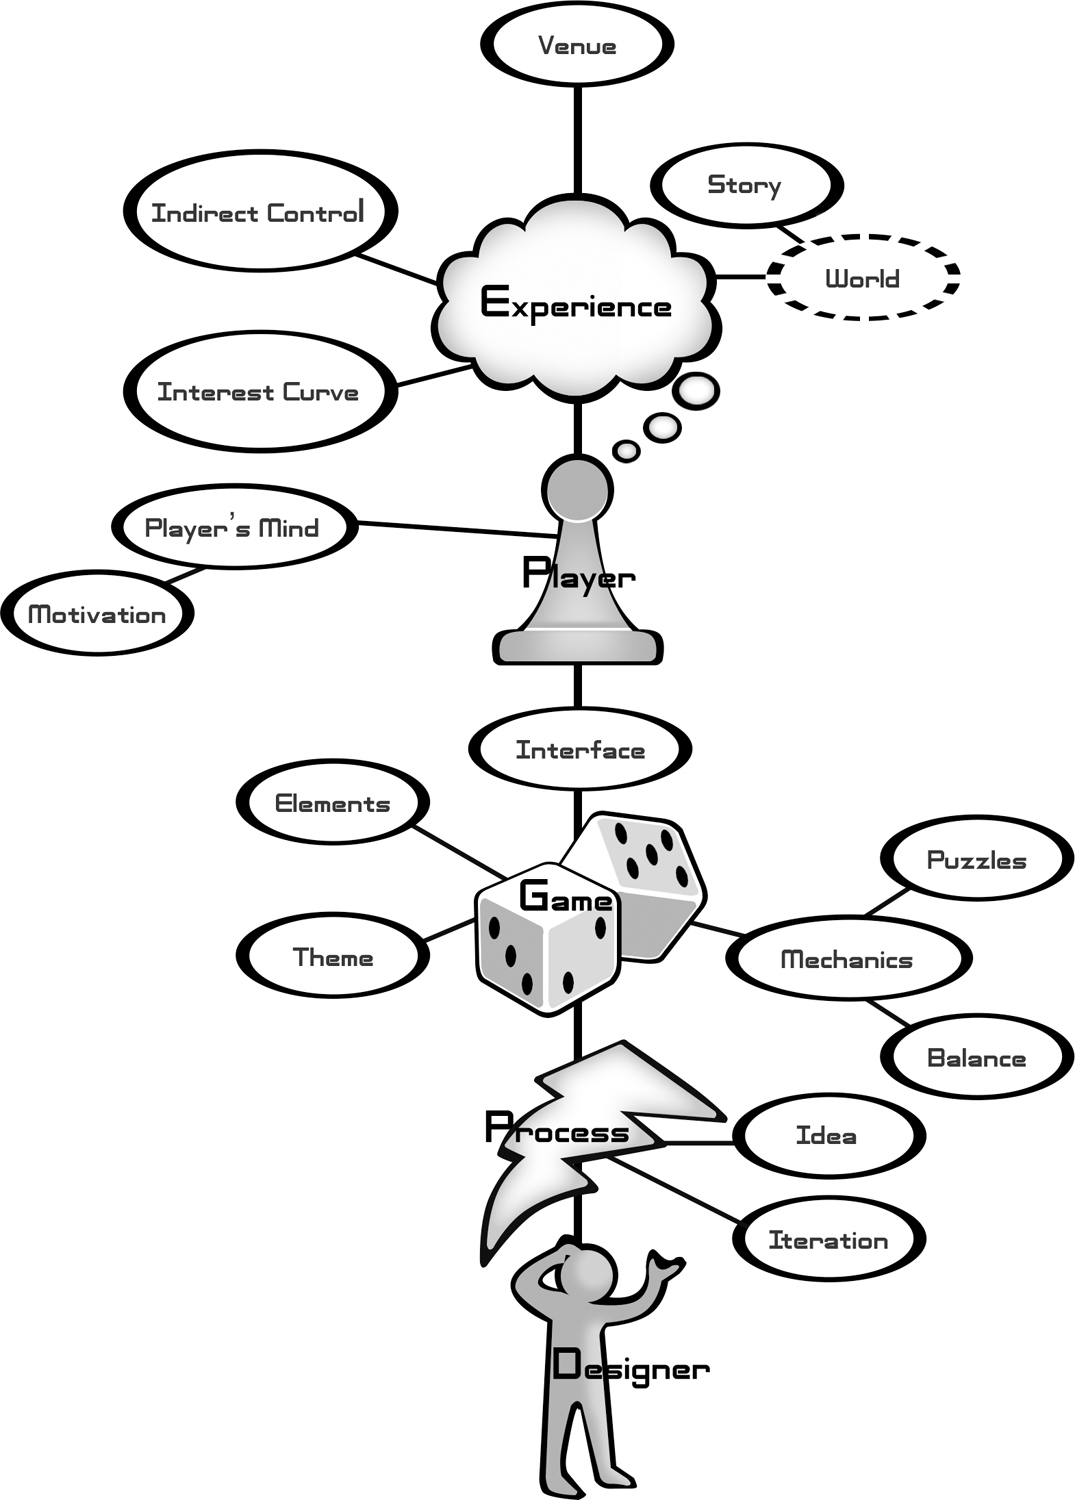 Venue
Story
Indirect Control
World
Experience
Interest Curve
Player's Mind
Player
Motivation
Interface
Elements
Puzzles
Game
Theme
Mechanics
Balance
Process
Idea
Iteration
Designer